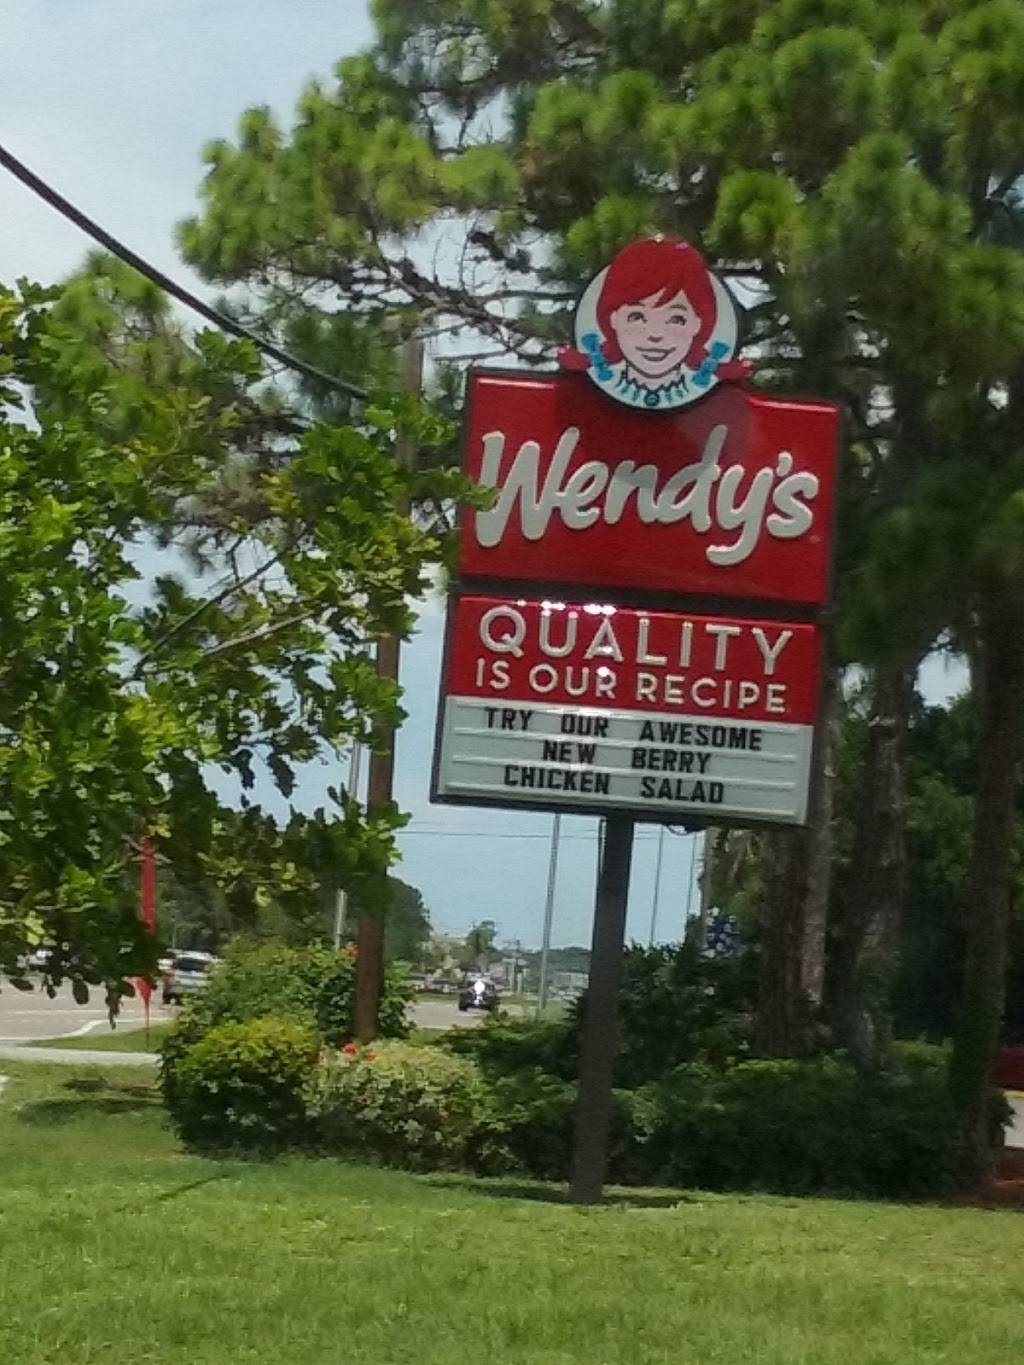 Wendy's
QUALITY
IS OUR RECIPE
TRY OUR AWESOME
NEW BERRY
CHICKEN SALAD